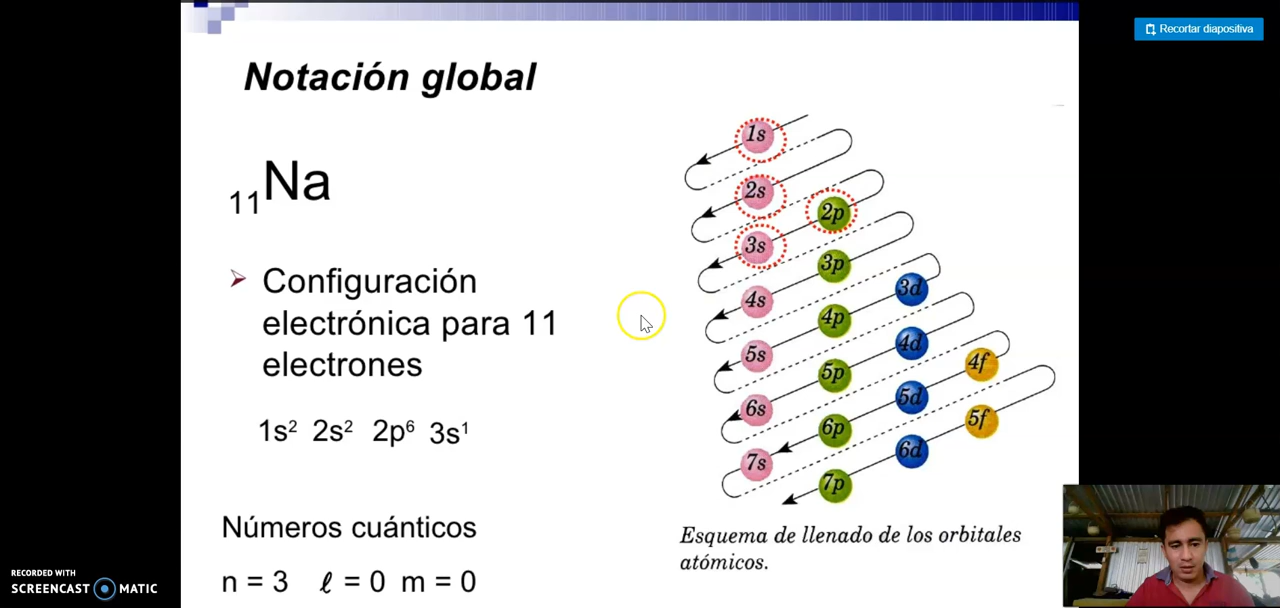 Recortar diapositiva
Notación global
11Na
Configuración
electrónica para 11
electrones
1s² 2s² 2p⁶ 3s¹
Números cuánticos
n = 3 ℓ = 0 m = 0
1s
2s
2p
3s
3p
3d
4s
4p
4d
4f
5s
5p
5d
5f
6s
6p
6d
7s
7p
Esquema de llenado de los orbitales
atómicos.
RECORDED WITH
SCREENCAST MATIC